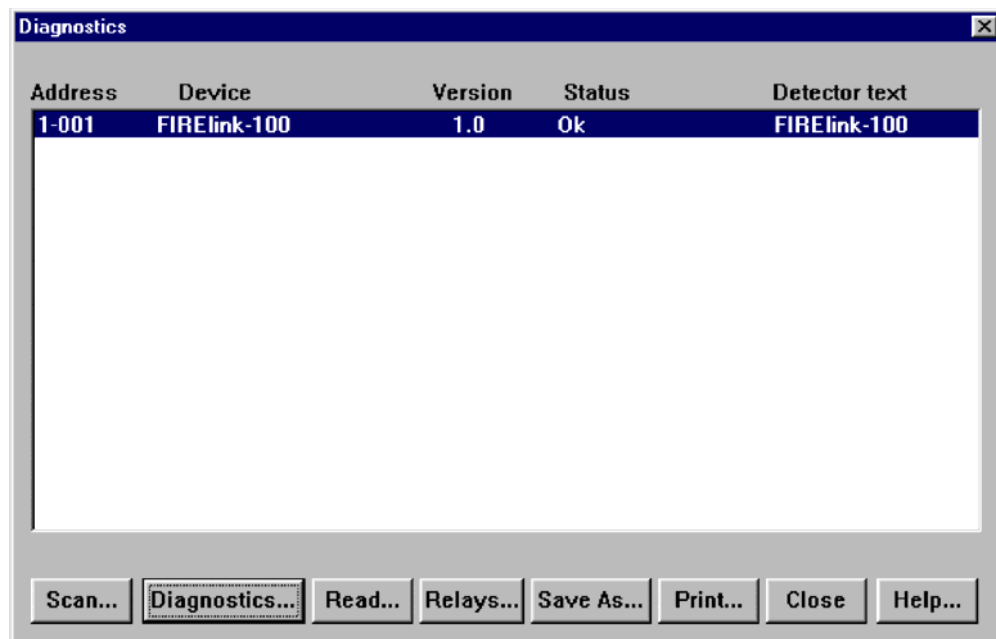 Diagnostics
Address Device Version Status Detector text
1-001 FIRElink-100 1.0 Ok FIRElink-100
Scan... Diagnostics... Read... Relays... Save As... Print... Close Help...